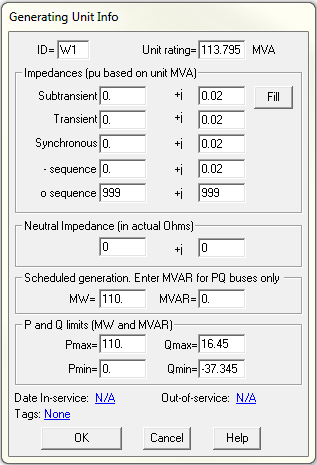 Generating Unit Info
ID= W1 Unit rating= 113.795 MVA
Impedances (pu based on unit MVA)
Subtransient 0. +j 0.02 Fill
Transient 0. +j 0.02
Synchronous 0. +j 0.02
- sequence 0. +j 0.02
o sequence 999 +j 999
Neutral Impedance (in actual Ohms)
0 +j 0
Scheduled generation. Enter MVAR for PQ buses only
MW= 110. MVAR= 0.
P and Q limits (MW and MVAR)
Pmax= 110. Qmax= 16.45
Pmin= 0. Qmin= -37.345
Date In-service: N/A Out-of-service: N/A
Tags: None
OK Cancel Help